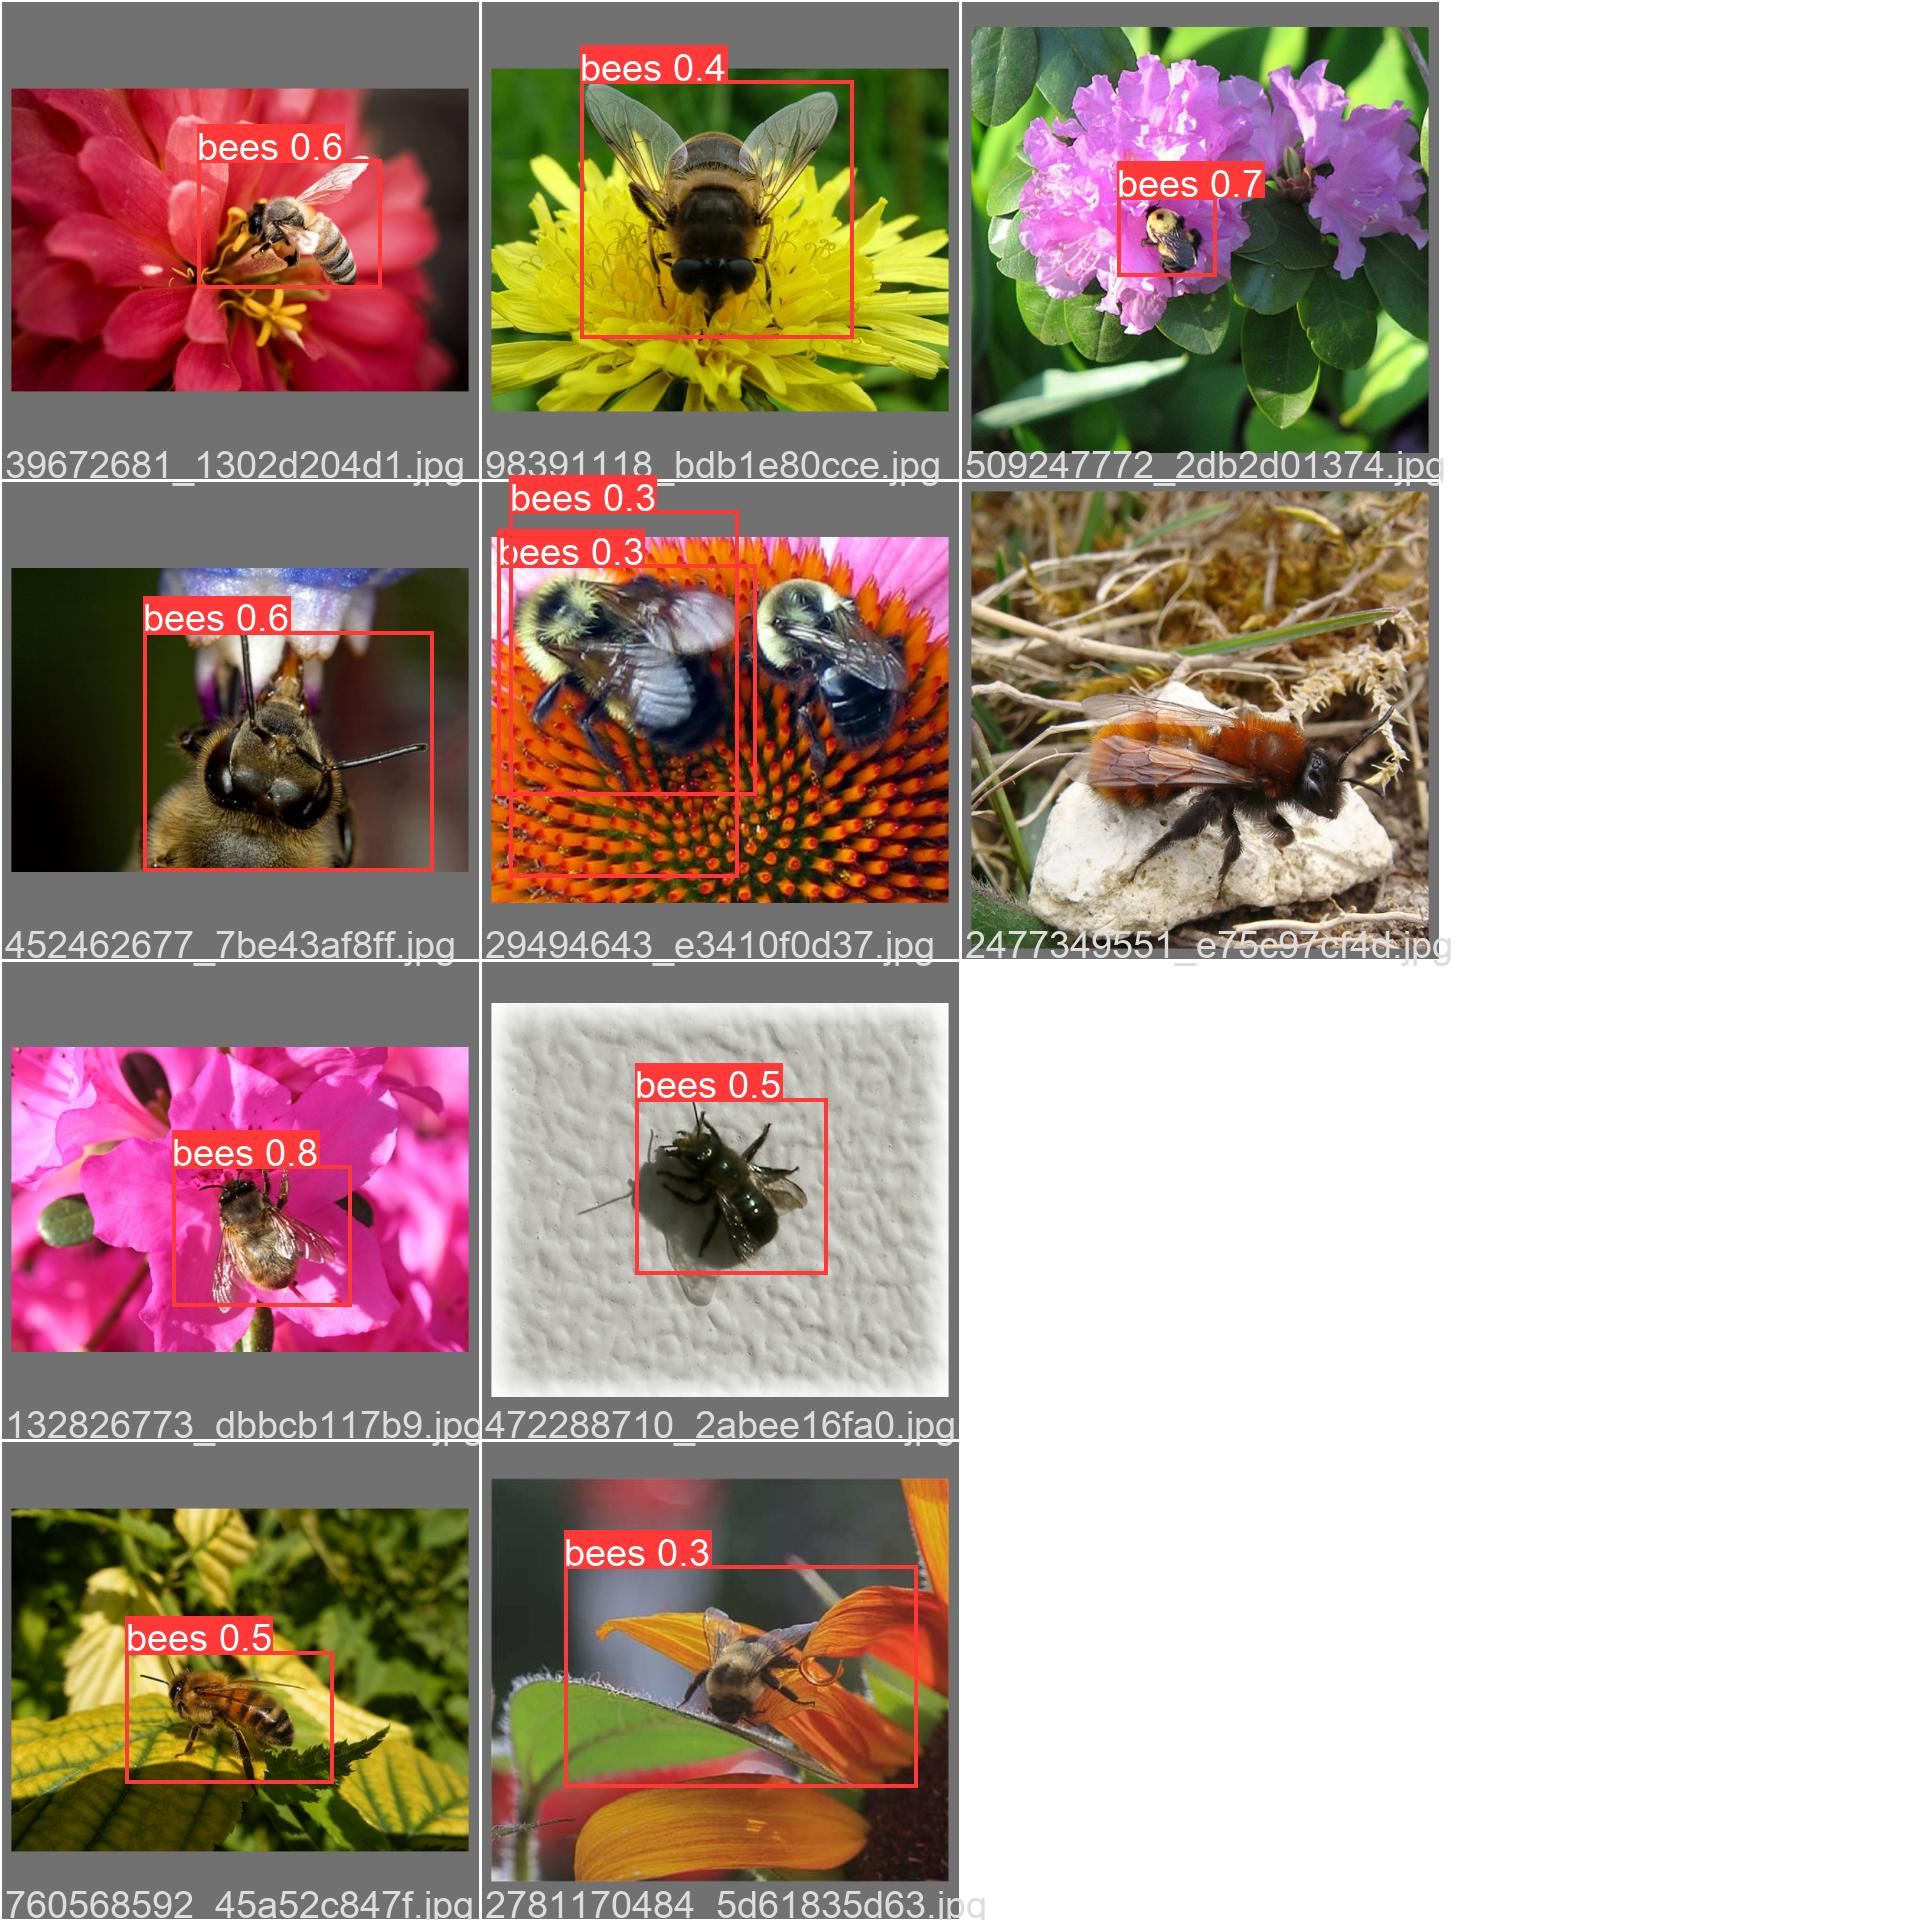 bees 0.6
39672681_1302d204d1.jpg
bees 0.4
98391118_bdb1e80cce.jpg
bees 0.7
509247772_2db2d01374.jpg
bees 0.6
452462677_7be43af8ff.jpg
bees 0.3
bees 0.3
29494643_e3410f0d37.jpg
2477349551_e75c97cf4d.jpg
bees 0.8
132826773_dbbcb117b9.jpg
bees 0.5
472288710_2abee16fa0.jpg
bees 0.5
760568592_45a52c847f.jpg
bees 0.3
2781170484_5d61835d63.jpg